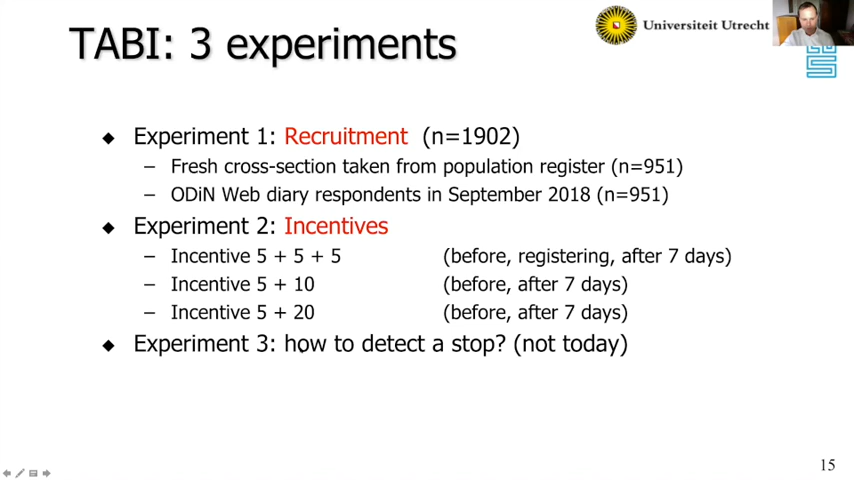 TABI: 3 experiments
Universiteit Utrecht
◆ Experiment 1: Recruitment (n=1902)
– Fresh cross-section taken from population register (n=951)
– ODiN Web diary respondents in September 2018 (n=951)
◆ Experiment 2: Incentives
– Incentive 5 + 5 + 5 (before, registering, after 7 days)
– Incentive 5 + 10 (before, after 7 days)
– Incentive 5 + 20 (before, after 7 days)
◆ Experiment 3: how to detect a stop? (not today)
15